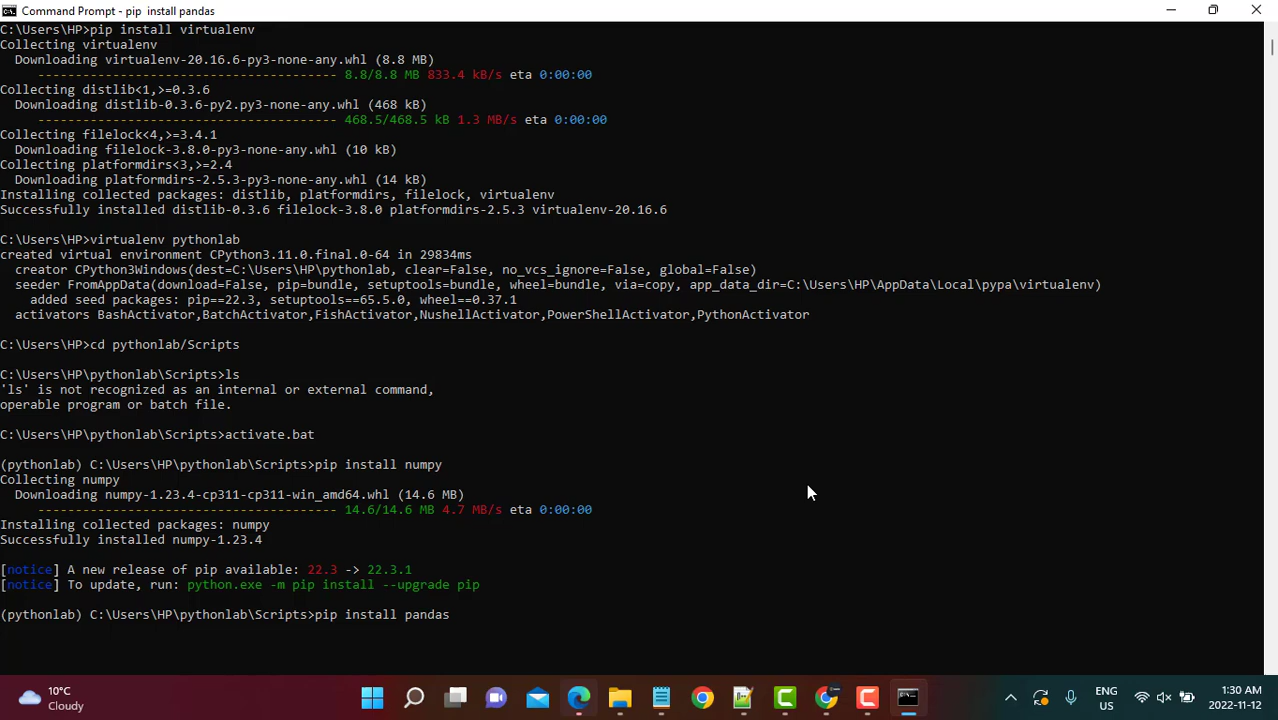 Command Prompt - pip  install pandas
C:\Users\HP>pip install virtualenv
Collecting virtualenv
  Downloading virtualenv-20.16.6-py3-none-any.whl (8.8 MB)
     ---------------------------------------- 8.8/8.8 MB 833.4 kB/s eta 0:00:00
Collecting distlib<1,>=0.3.6
  Downloading distlib-0.3.6-py2.py3-none-any.whl (468 kB)
     ---------------------------------------- 468.5/468.5 kB 1.3 MB/s eta 0:00:00
Collecting filelock<4,>=3.4.1
  Downloading filelock-3.8.0-py3-none-any.whl (10 kB)
Collecting platformdirs<3,>=2.4
  Downloading platformdirs-2.5.3-py3-none-any.whl (14 kB)
Installing collected packages: distlib, platformdirs, filelock, virtualenv
Successfully installed distlib-0.3.6 filelock-3.8.0 platformdirs-2.5.3 virtualenv-20.16.6
C:\Users\HP>virtualenv pythonlab
created virtual environment CPython3.11.0.final.0-64 in 29834ms
  creator CPython3Windows(dest=C:\Users\HP\pythonlab, clear=False, no_vcs_ignore=False, global=False)
  seeder FromAppData(download=False, pip=bundle, setuptools=bundle, wheel=bundle, via=copy, app_data_dir=C:\Users\HP\AppData\Local\pypa\virtualenv)
    added seed packages: pip==22.3, setuptools==65.5.0, wheel==0.37.1
  activators BashActivator,BatchActivator,FishActivator,NushellActivator,PowerShellActivator,PythonActivator
C:\Users\HP>cd pythonlab/Scripts
C:\Users\HP\pythonlab\Scripts>ls
'ls' is not recognized as an internal or external command,
operable program or batch file.
C:\Users\HP\pythonlab\Scripts>activate.bat
(pythonlab) C:\Users\HP\pythonlab\Scripts>pip install numpy
Collecting numpy
  Downloading numpy-1.23.4-cp311-cp311-win_amd64.whl (14.6 MB)
     ---------------------------------------- 14.6/14.6 MB 4.7 MB/s eta 0:00:00
Installing collected packages: numpy
Successfully installed numpy-1.23.4
[notice] A new release of pip available: 22.3 -> 22.3.1
[notice] To update, run: python.exe -m pip install --upgrade pip
(pythonlab) C:\Users\HP\pythonlab\Scripts>pip install pandas
10°C
Cloudy
ENG
US
1:30 AM
2022-11-12